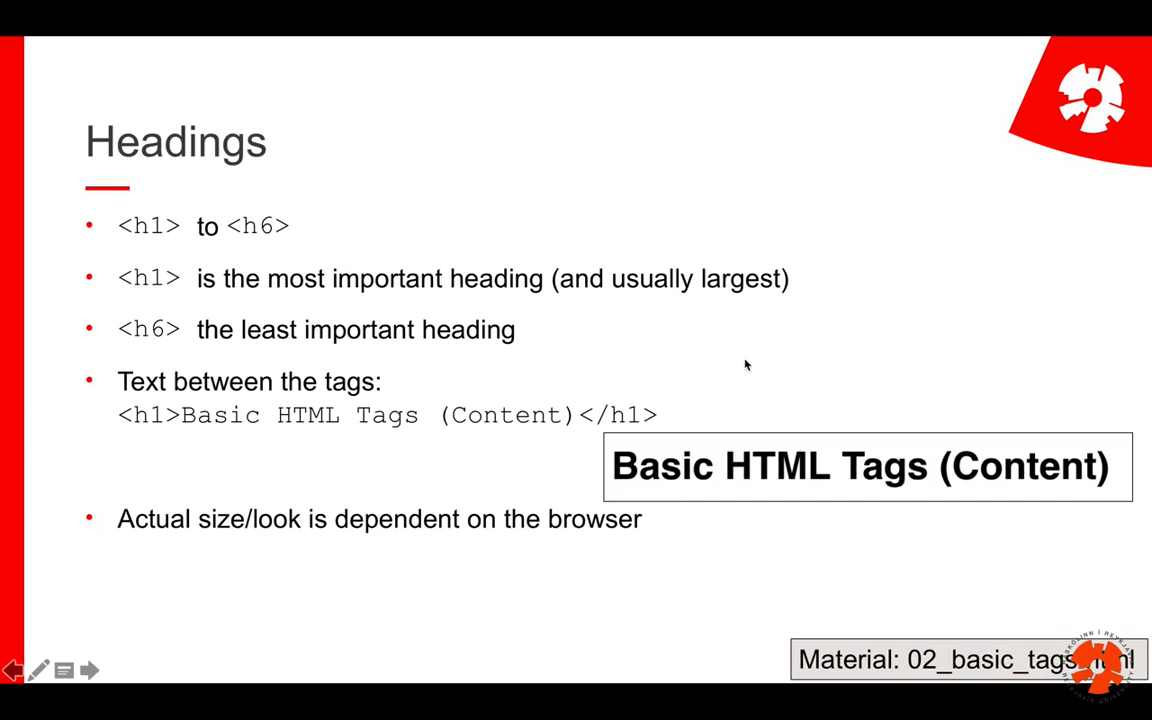 Headings
• <h1> to <h6>
• <h1> is the most important heading (and usually largest)
• <h6> the least important heading
• Text between the tags:
<h1>Basic HTML Tags (Content)</h1>
Basic HTML Tags (Content)
• Actual size/look is dependent on the browser
Material: 02_basic_tags.html